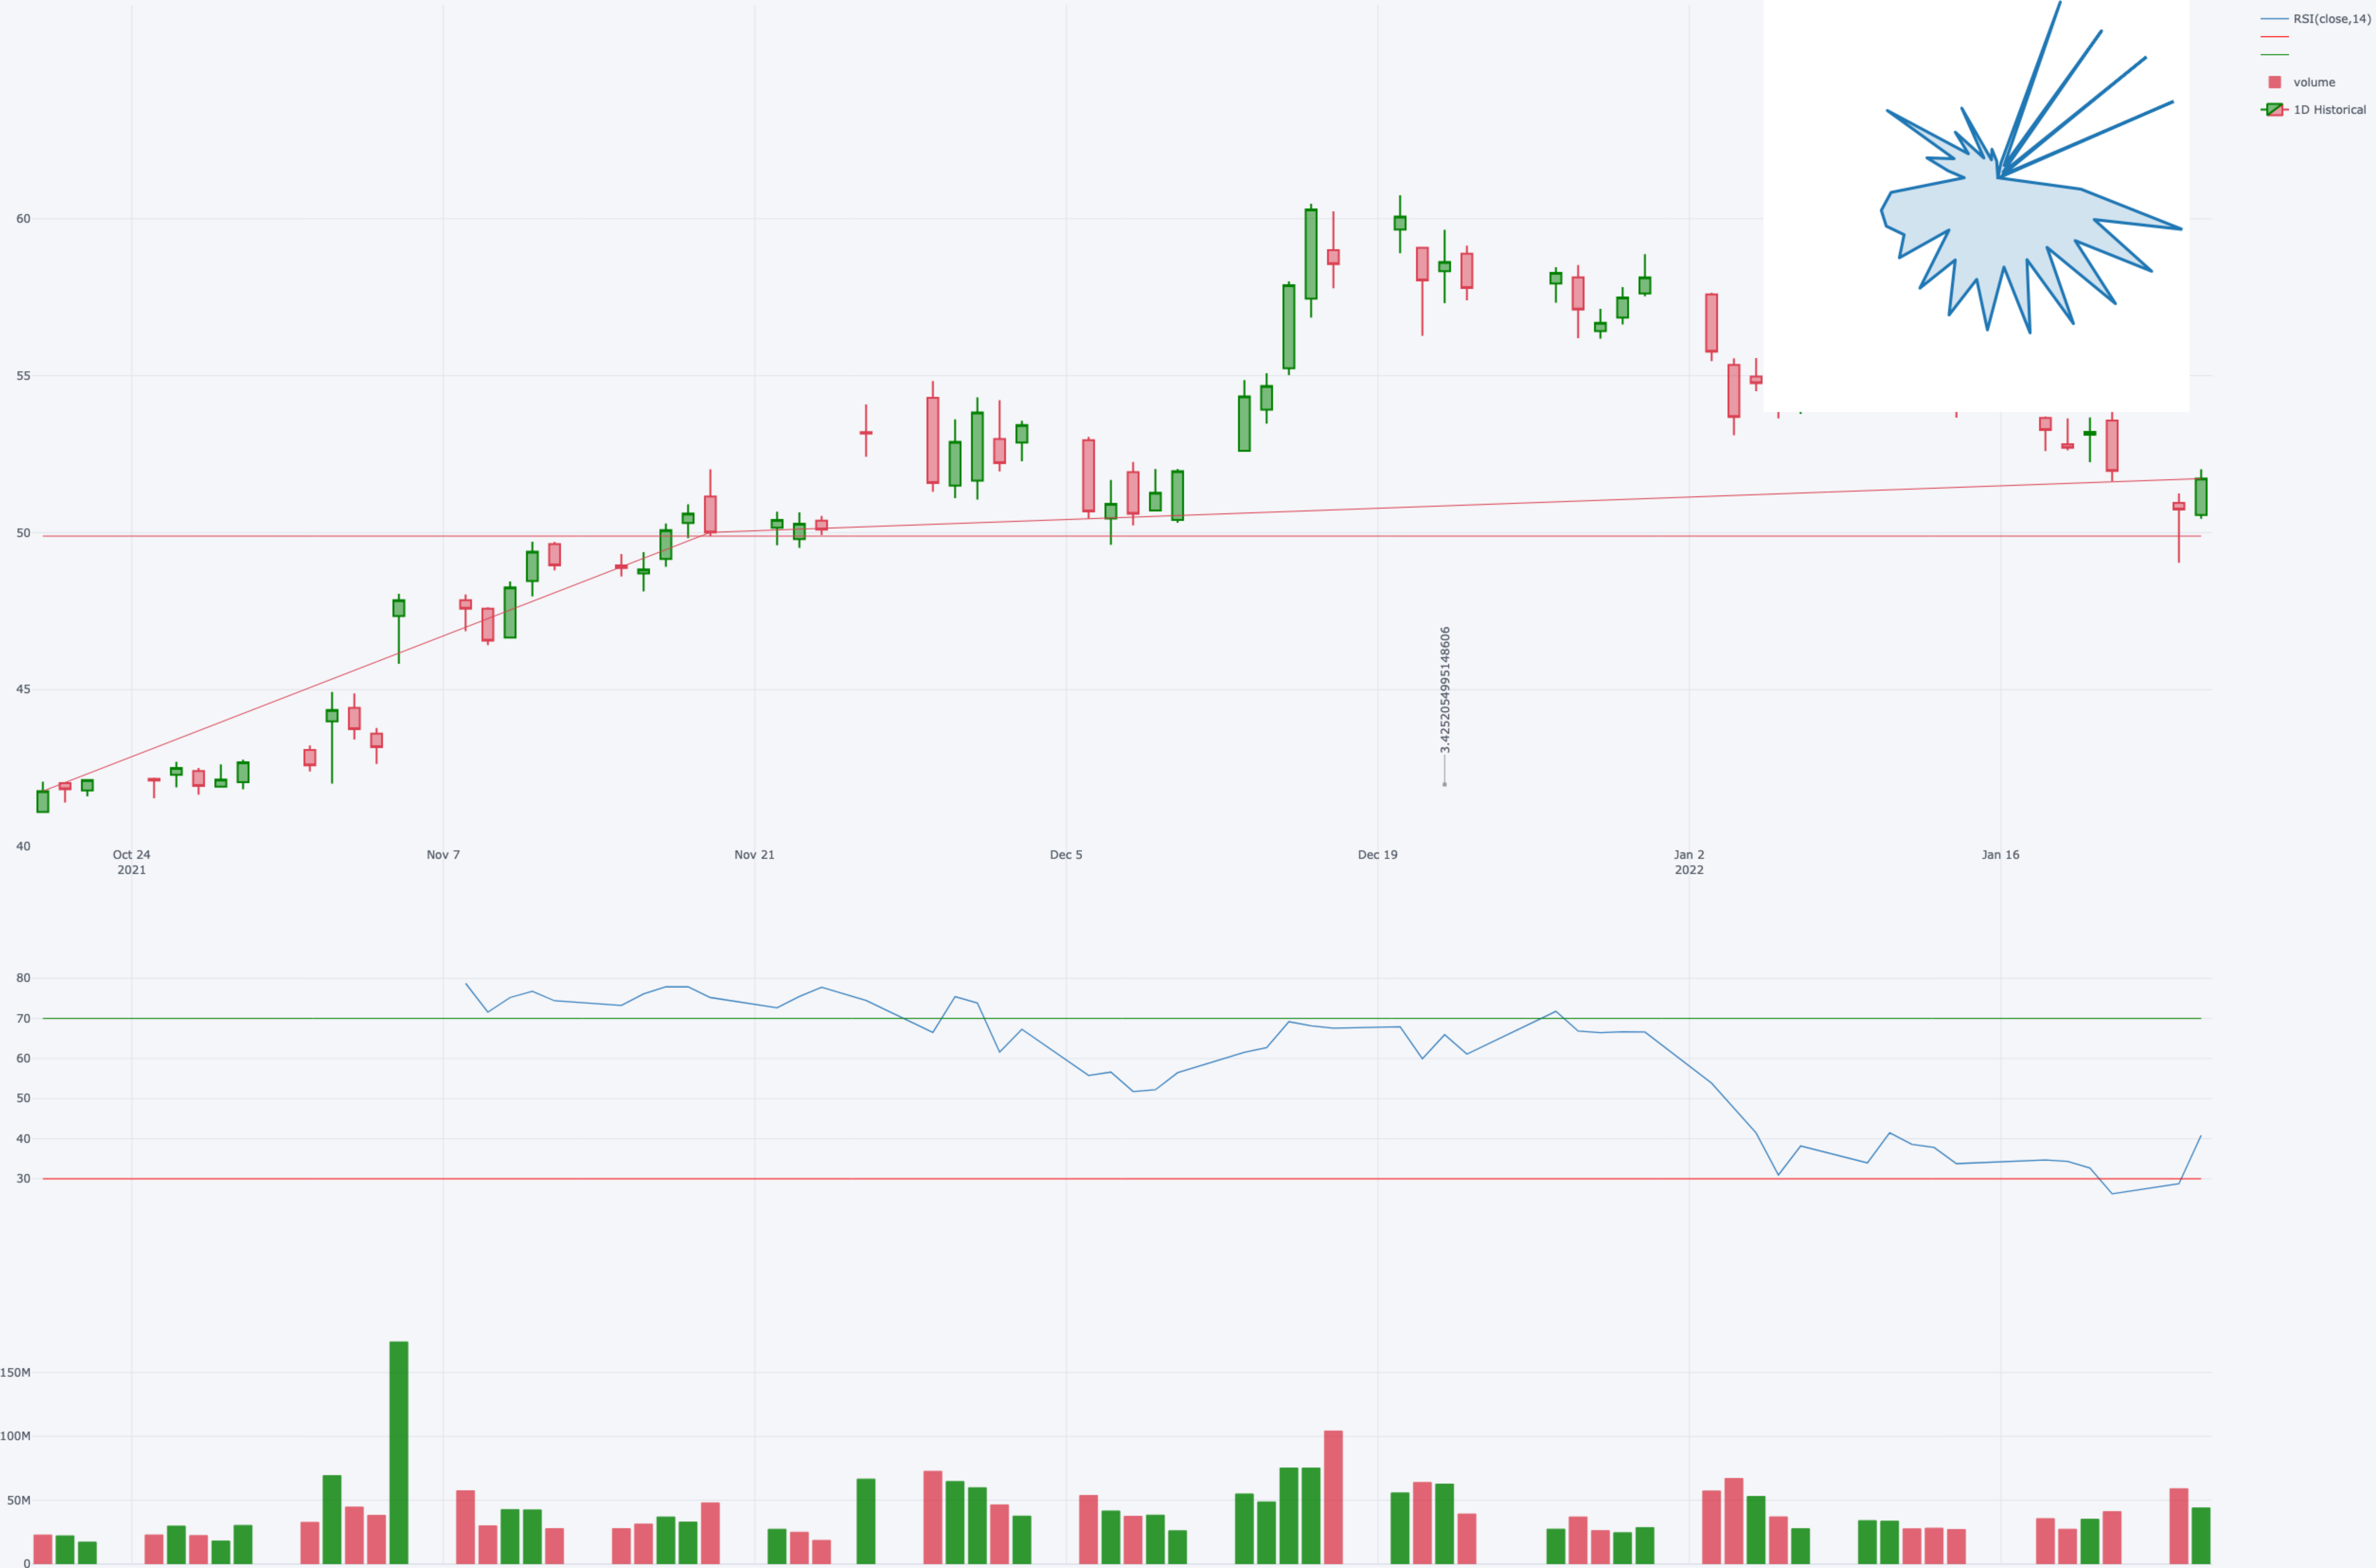 RSI(close,14)
volume
1D Historical
60
55
50
45
40
3.4252054995148606
Oct 24
2021
Nov 7
Nov 21
Dec 5
Dec 19
Jan 2
2022
Jan 16
80
70
60
50
40
30
150M
100M
50M
0